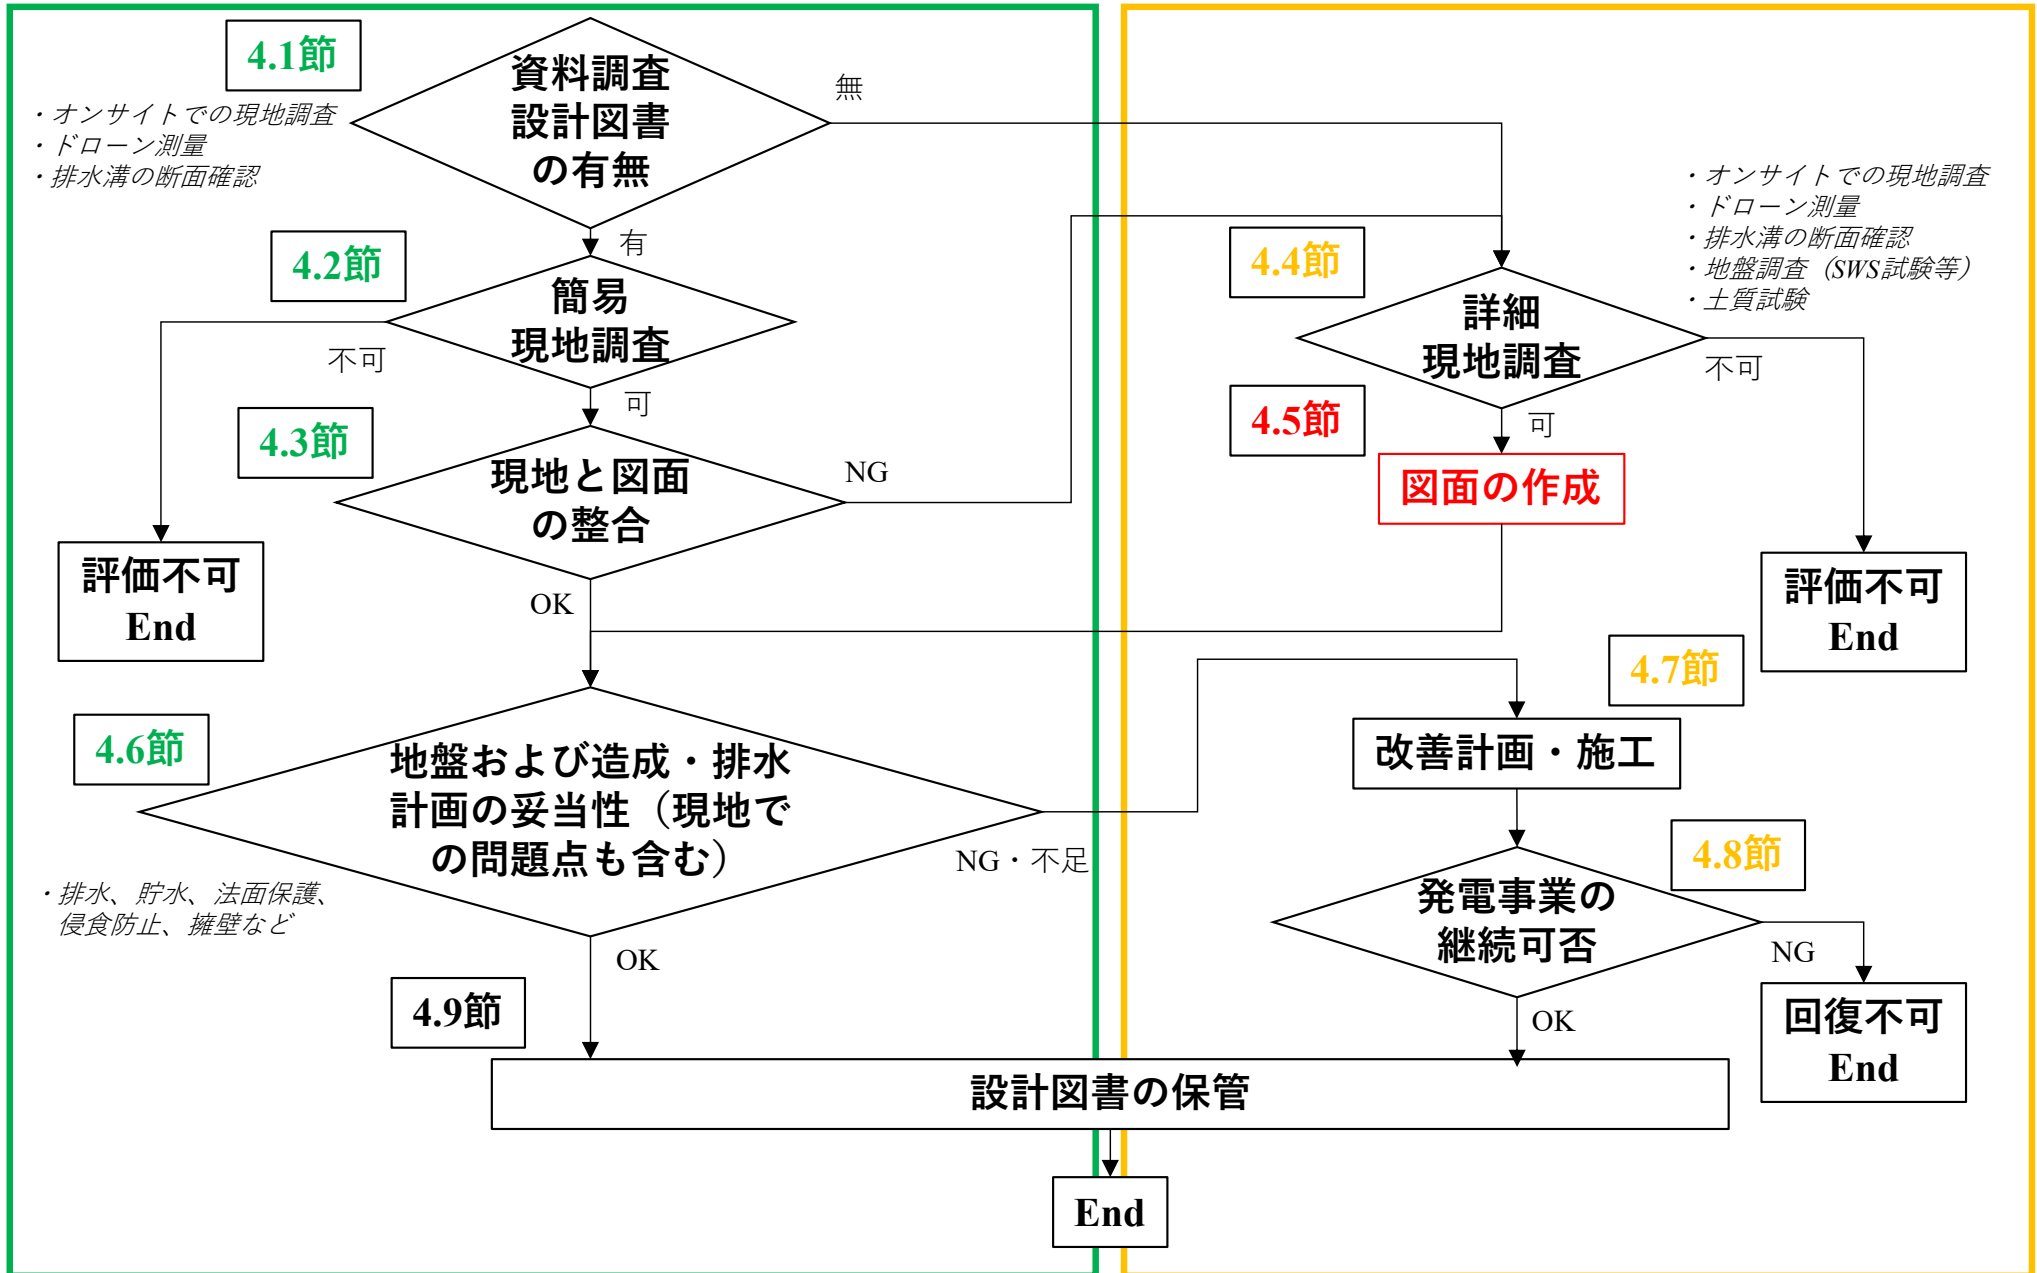 4.1節
・オンサイトでの現地調査
・ドローン測量
・排水溝の断面確認
資料調査
設計図書
の有無
無
有
4.2節
簡易
現地調査
不可
可
4.3節
現地と図面
の整合
NG
OK
評価不可
End
・オンサイトでの現地調査
・ドローン測量
・排水溝の断面確認
・地盤調査（SWS試験等）
・土質試験
4.4節
詳細
現地調査
不可
可
4.5節
図面の作成
評価不可
End
4.6節
地盤および造成・排水
計画の妥当性（現地で
の問題点も含む）
・排水、貯水、法面保護、
侵食防止、擁壁など
NG・不足
OK
4.7節
改善計画・施工
4.8節
発電事業の
継続可否
NG
OK
回復不可
End
4.9節
設計図書の保管
End